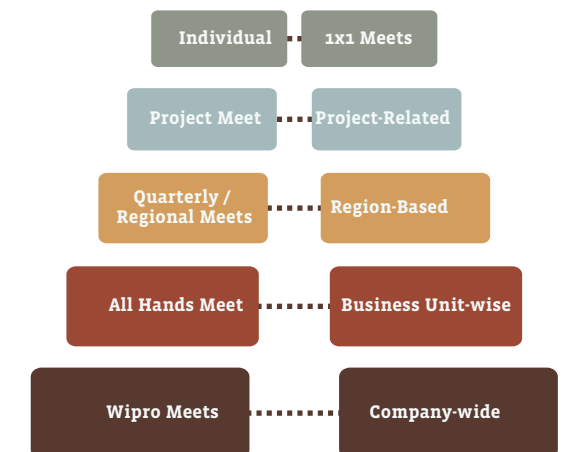 Individual
1x1 Meets
Project Meet
Project-Related
Quarterly /
Regional Meets
Region-Based
All Hands Meet
Business Unit-wise
Wipro Meets
Company-wide